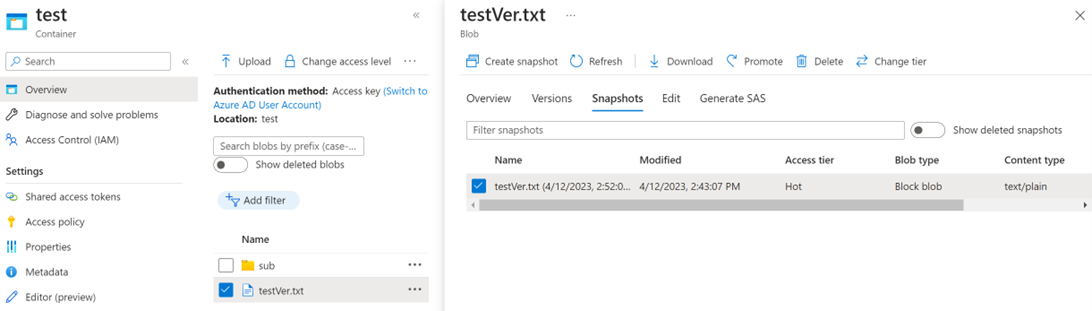 test
Container
Search
Overview
Diagnose and solve problems
Access Control (IAM)
Settings
Shared access tokens
Access policy
Properties
Metadata
Editor (preview)
Upload Change access level ...
Authentication method: Access key (Switch to
Azure AD User Account)
Location: test
Search blobs by prefix (case-...
Show deleted blobs
Add filter
Name
sub
testVer.txt
testVer.txt ...
Blob
Create snapshot Refresh Download Promote Delete Change tier
Overview Versions Snapshots Edit Generate SAS
Filter snapshots Show deleted snapshots
Name Modified Access tier Blob type Content type
testVer.txt (4/12/2023, 2:52:0... 4/12/2023, 2:43:07 PM Hot Block blob text/plain